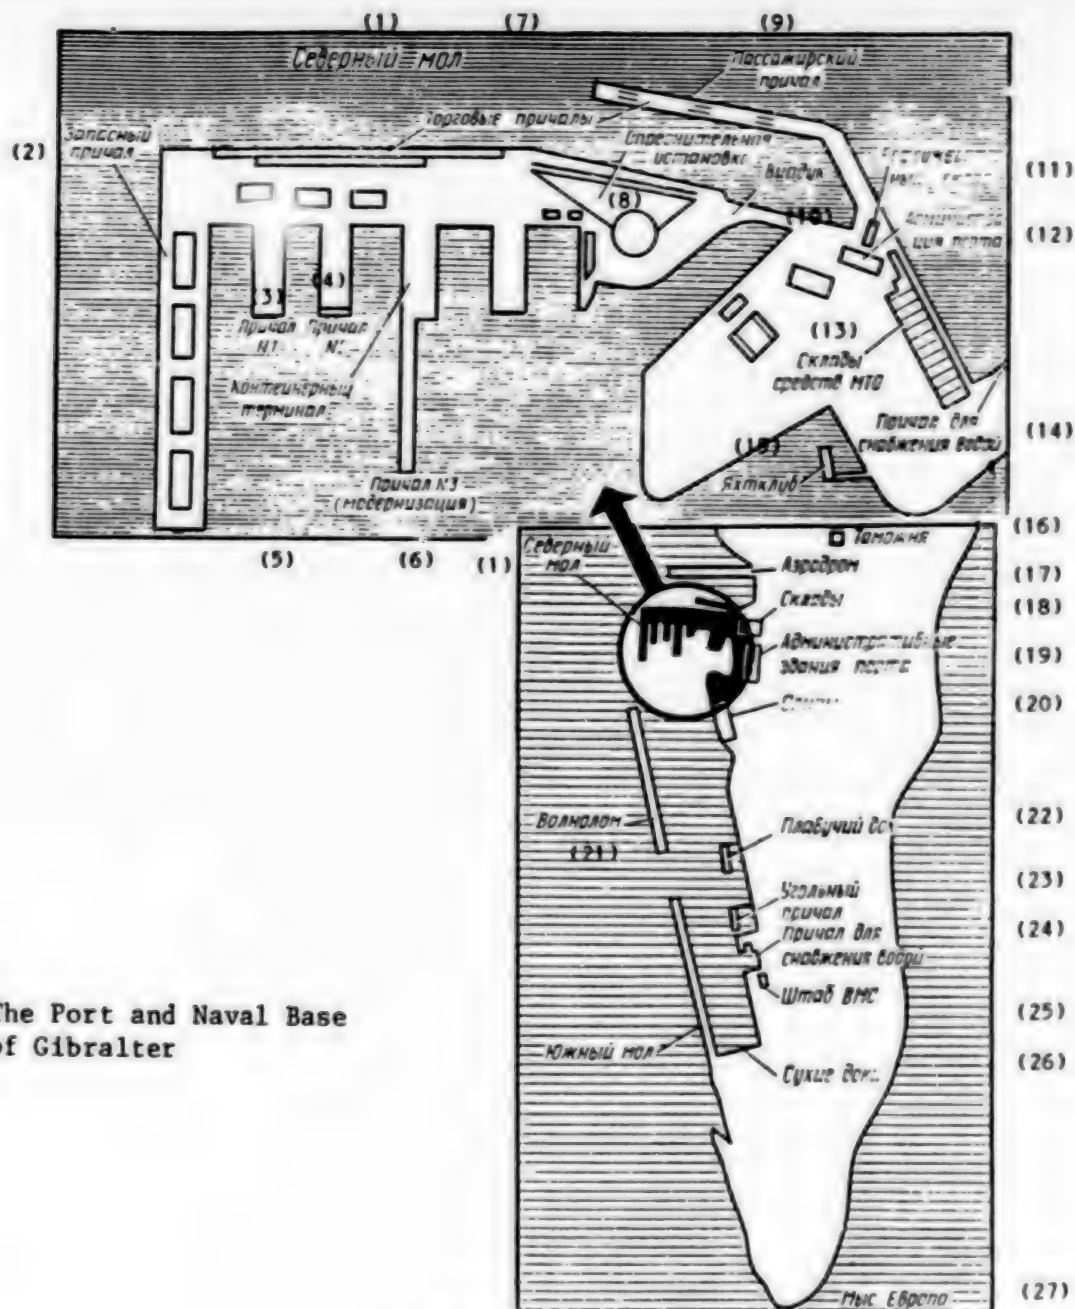 (1) (7) (9)
Северный мол
Пассажирский
причал
Торговые причалы
(2)
Запасный
причал
Опреснительная
установка
Виадук
(8)
(10)
(11)
(12)
порта
(3)
(4)
Причал Причал
N1
(13)
Склады
средств МТО
Контейнерный
терминал
Причал для
снабжения водой
(14)
Яхтклуб
Причал N3
(модернизация)
(5) (6) (1)
Северный
мол
Таможня
(16)
Аэродром
(17)
Склады
(18)
Административные
здания порта
(19)
(20)
Волнолом
(21)
(22)
Плавучий
(23)
Угольный
причал
(24)
Причал для
снабжения водой
Штаб ВМС
(25)
Южный мол
Сухие
(26)
The Port and Naval Base
of Gibralter
Мыс Европа
(27)